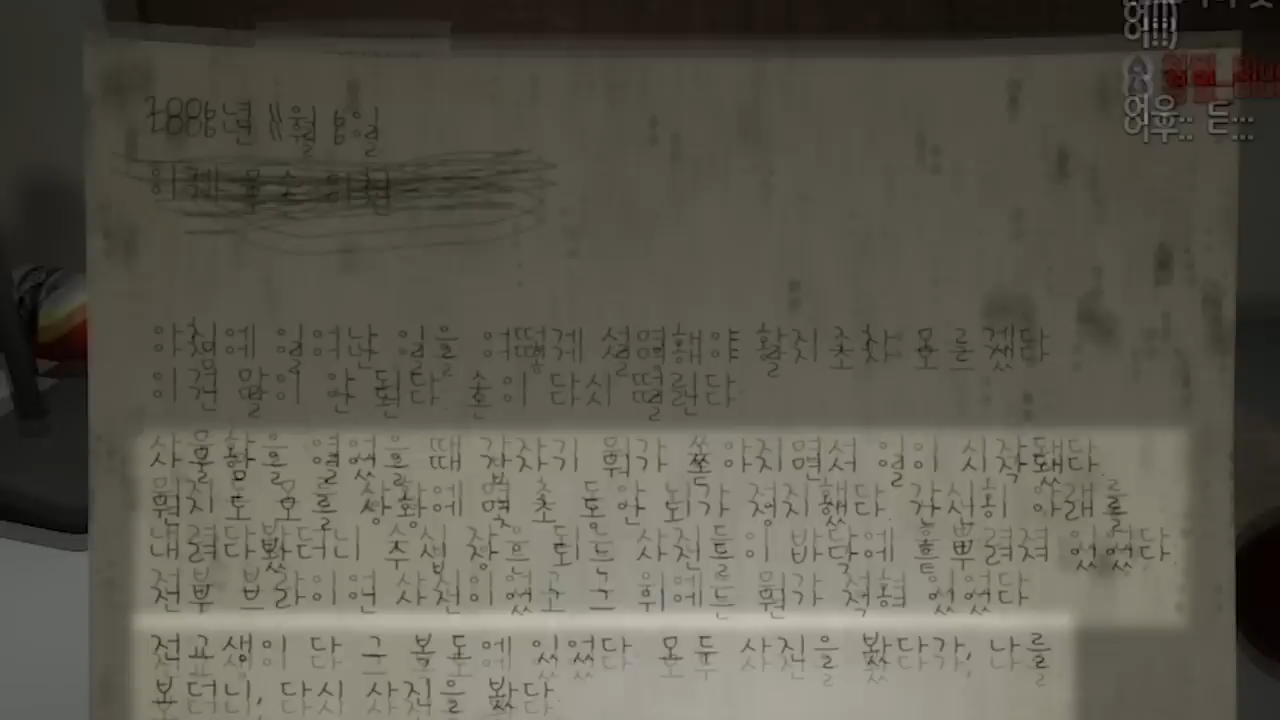 1886년 11월 6일
아침에 일어난 일을 어떻게 설명해야 할지조차 모르겠다
이건 말이 안 된다 손이 다시 떨린다
사물함을 열었을 때 갑자기 뭐가 쏟아지면서 일이 시작됐다
뭔지도 모를 상황에 몇 초 동안 뇌가 정지했다 간신히 아래를
내려다봤더니 수십 장은 되는 사진들이 바닥에 흩뿌려져 있었다
전부 브라이언 사진이었고 그 위에는 뭔가 적혀 있었다
전교생이 다 그 복도에 있었다 모두 사진을 봤다가, 나를
보더니, 다시 사진을 봤다